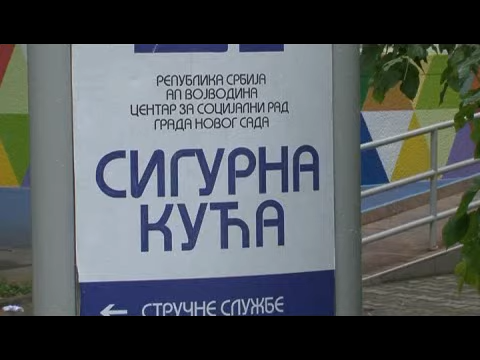 РЕПУБЛИКА СРБИЈА
АП ВОЈВОДИНА
ЦЕНТАР ЗА СОЦИЈАЛНИ РАД
ГРАДА НОВОГ САДА
СИГУРНА
КУЋА
← СТРУЧНЕ СЛУЖБЕ